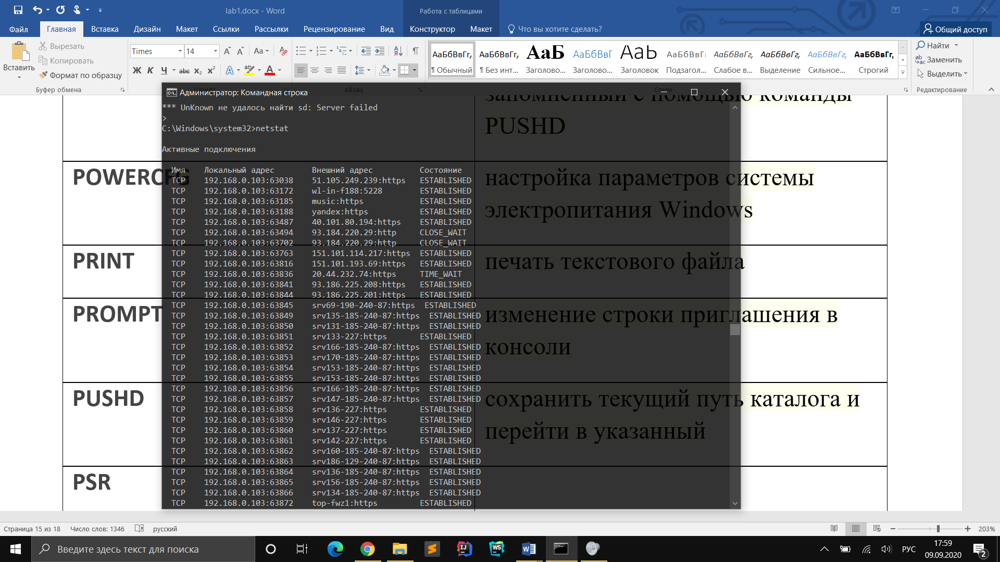 lab1.docx - Word
Работа с таблицами
Файл Главная Вставка Дизайн Макет Ссылки Рассылки Рецензирование Вид Конструктор Макет Что вы хотите сделать? Общий доступ
Вставить
Вырезать
Копировать
Формат по образцу
Буфер обмена
Times 14
Ж К Ч abc x₂ x²
Абзац
АаБбВвГг, АаБбВвГг, АаБ АаБбВвГ АаЬ АаБбВвГг АаБбВвГг, АаБбВвГг, АаБбВвГг, АаБбВвГг,
¶ Обычный ¶ Без инт... Заголово... Заголово... Заголовок Подзагол... Слабое в... Выделение Сильное... Строгий
Стили
Найти
Заменить
Выделить
Редактирование
запомненный с помощью команды
PUSHD
POWERCFG
настройка параметров системы
электропитания Windows
PRINT
печать текстового файла
PROMPT
изменение строки приглашения в
консоли
PUSHD
сохранить текущий путь каталога и
перейти в указанный
PSR
Администратор: Командная строка
*** UnKnown не удалось найти sd: Server failed
>
C:\Windows\system32>netstat
Активные подключения
Имя Локальный адрес Внешний адрес Состояние
TCP 192.168.0.103:63038 51.105.249.239:https ESTABLISHED
TCP 192.168.0.103:63172 wl-in-f188:5228 ESTABLISHED
TCP 192.168.0.103:63185 music:https ESTABLISHED
TCP 192.168.0.103:63188 yandex:https ESTABLISHED
TCP 192.168.0.103:63487 40.101.80.194:https ESTABLISHED
TCP 192.168.0.103:63494 93.184.220.29:http CLOSE_WAIT
TCP 192.168.0.103:63702 93.184.220.29:http CLOSE_WAIT
TCP 192.168.0.103:63763 151.101.114.217:https ESTABLISHED
TCP 192.168.0.103:63816 151.101.193.69:https ESTABLISHED
TCP 192.168.0.103:63836 20.44.232.74:https TIME_WAIT
TCP 192.168.0.103:63841 93.186.225.208:https ESTABLISHED
TCP 192.168.0.103:63844 93.186.225.201:https ESTABLISHED
TCP 192.168.0.103:63845 srv69-190-240-87:https ESTABLISHED
TCP 192.168.0.103:63849 srv135-185-240-87:https ESTABLISHED
TCP 192.168.0.103:63850 srv131-185-240-87:https ESTABLISHED
TCP 192.168.0.103:63851 srv133-227:https ESTABLISHED
TCP 192.168.0.103:63852 srv166-185-240-87:https ESTABLISHED
TCP 192.168.0.103:63853 srv170-185-240-87:https ESTABLISHED
TCP 192.168.0.103:63854 srv153-185-240-87:https ESTABLISHED
TCP 192.168.0.103:63855 srv153-185-240-87:https ESTABLISHED
TCP 192.168.0.103:63856 srv166-185-240-87:https ESTABLISHED
TCP 192.168.0.103:63857 srv147-185-240-87:https ESTABLISHED
TCP 192.168.0.103:63858 srv136-227:https ESTABLISHED
TCP 192.168.0.103:63859 srv146-227:https ESTABLISHED
TCP 192.168.0.103:63860 srv137-227:https ESTABLISHED
TCP 192.168.0.103:63861 srv142-227:https ESTABLISHED
TCP 192.168.0.103:63862 srv160-185-240-87:https ESTABLISHED
TCP 192.168.0.103:63863 srv186-129-240-87:https ESTABLISHED
TCP 192.168.0.103:63864 srv136-185-240-87:https ESTABLISHED
TCP 192.168.0.103:63865 srv156-185-240-87:https ESTABLISHED
TCP 192.168.0.103:63866 srv134-185-240-87:https ESTABLISHED
TCP 192.168.0.103:63872 top-fwz1:https ESTABLISHED
Страница 15 из 18 Число слов: 1346 русский 203%
Введите здесь текст для поиска
РУС
17:59
09.09.2020
2